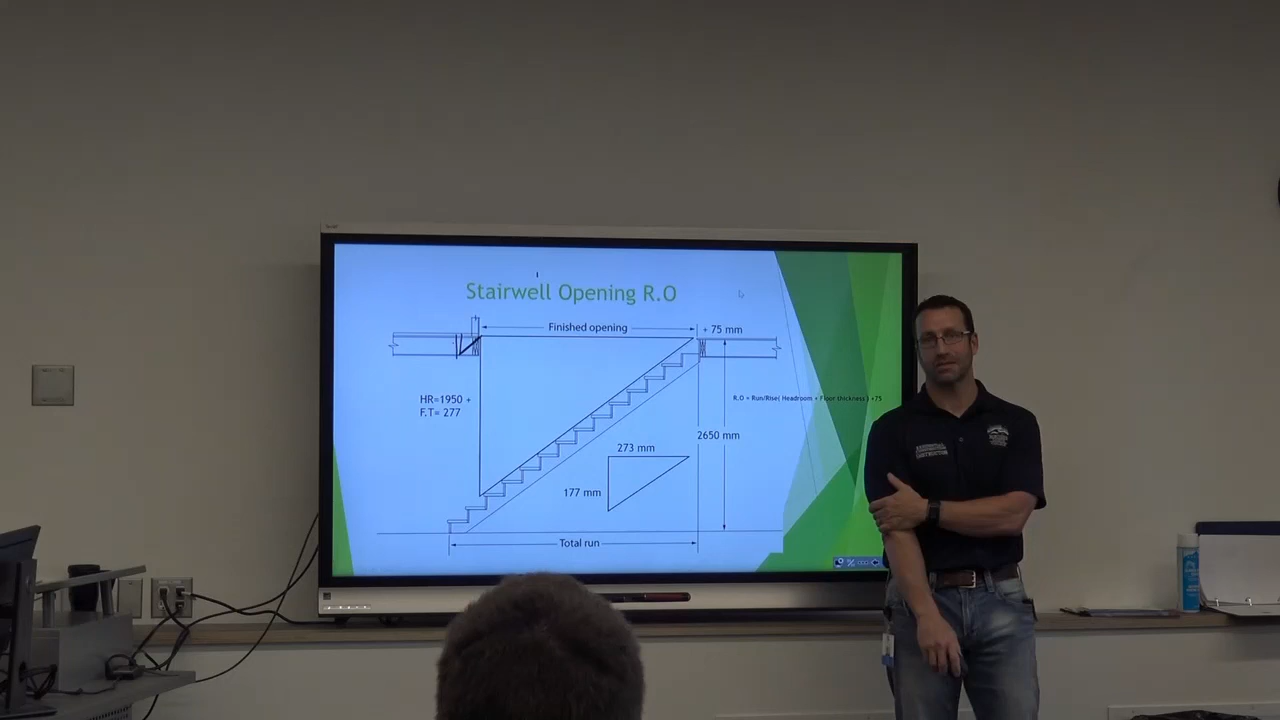 Stairwell Opening R.O
Finished opening
+ 75 mm
HR=1950 +
F.T= 277
R.O = Run/Rise( Headroom + Floor thickness ) +75
2650 mm
273 mm
177 mm
Total run